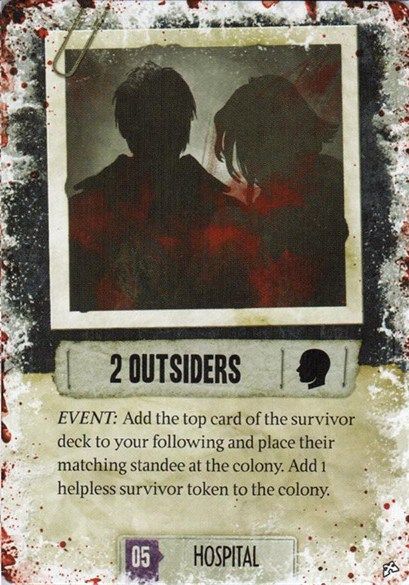 2 OUTSIDERS
EVENT: Add the top card of the survivor
deck to your following and place their
matching standee at the colony. Add 1
helpless survivor token to the colony.
05 HOSPITAL